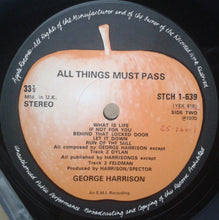 Apple Records. All Rights of the Manufacturer and of the Owner of the Recorded Work Reserved
ALL THINGS MUST PASS
33⅓
Mfd. in U.K.
STEREO
STCH 1-639
SIDE TWO
℗1970
WHAT IS LIFE
IF NOT FOR YOU
BEHIND THAT LOCKED DOOR
LET IT DOWN
RUN OF THE MILL
All composed by GEORGE HARRISON except
Track 2 DYLAN
All published by HARRISONGS except
Track 2 FELDMAN
Produced by HARRISON/SPECTOR
GEORGE HARRISON
An E.M.I. Recording
Unauthorised Public Performance, Broadcasting and Copying of This Record Prohibited